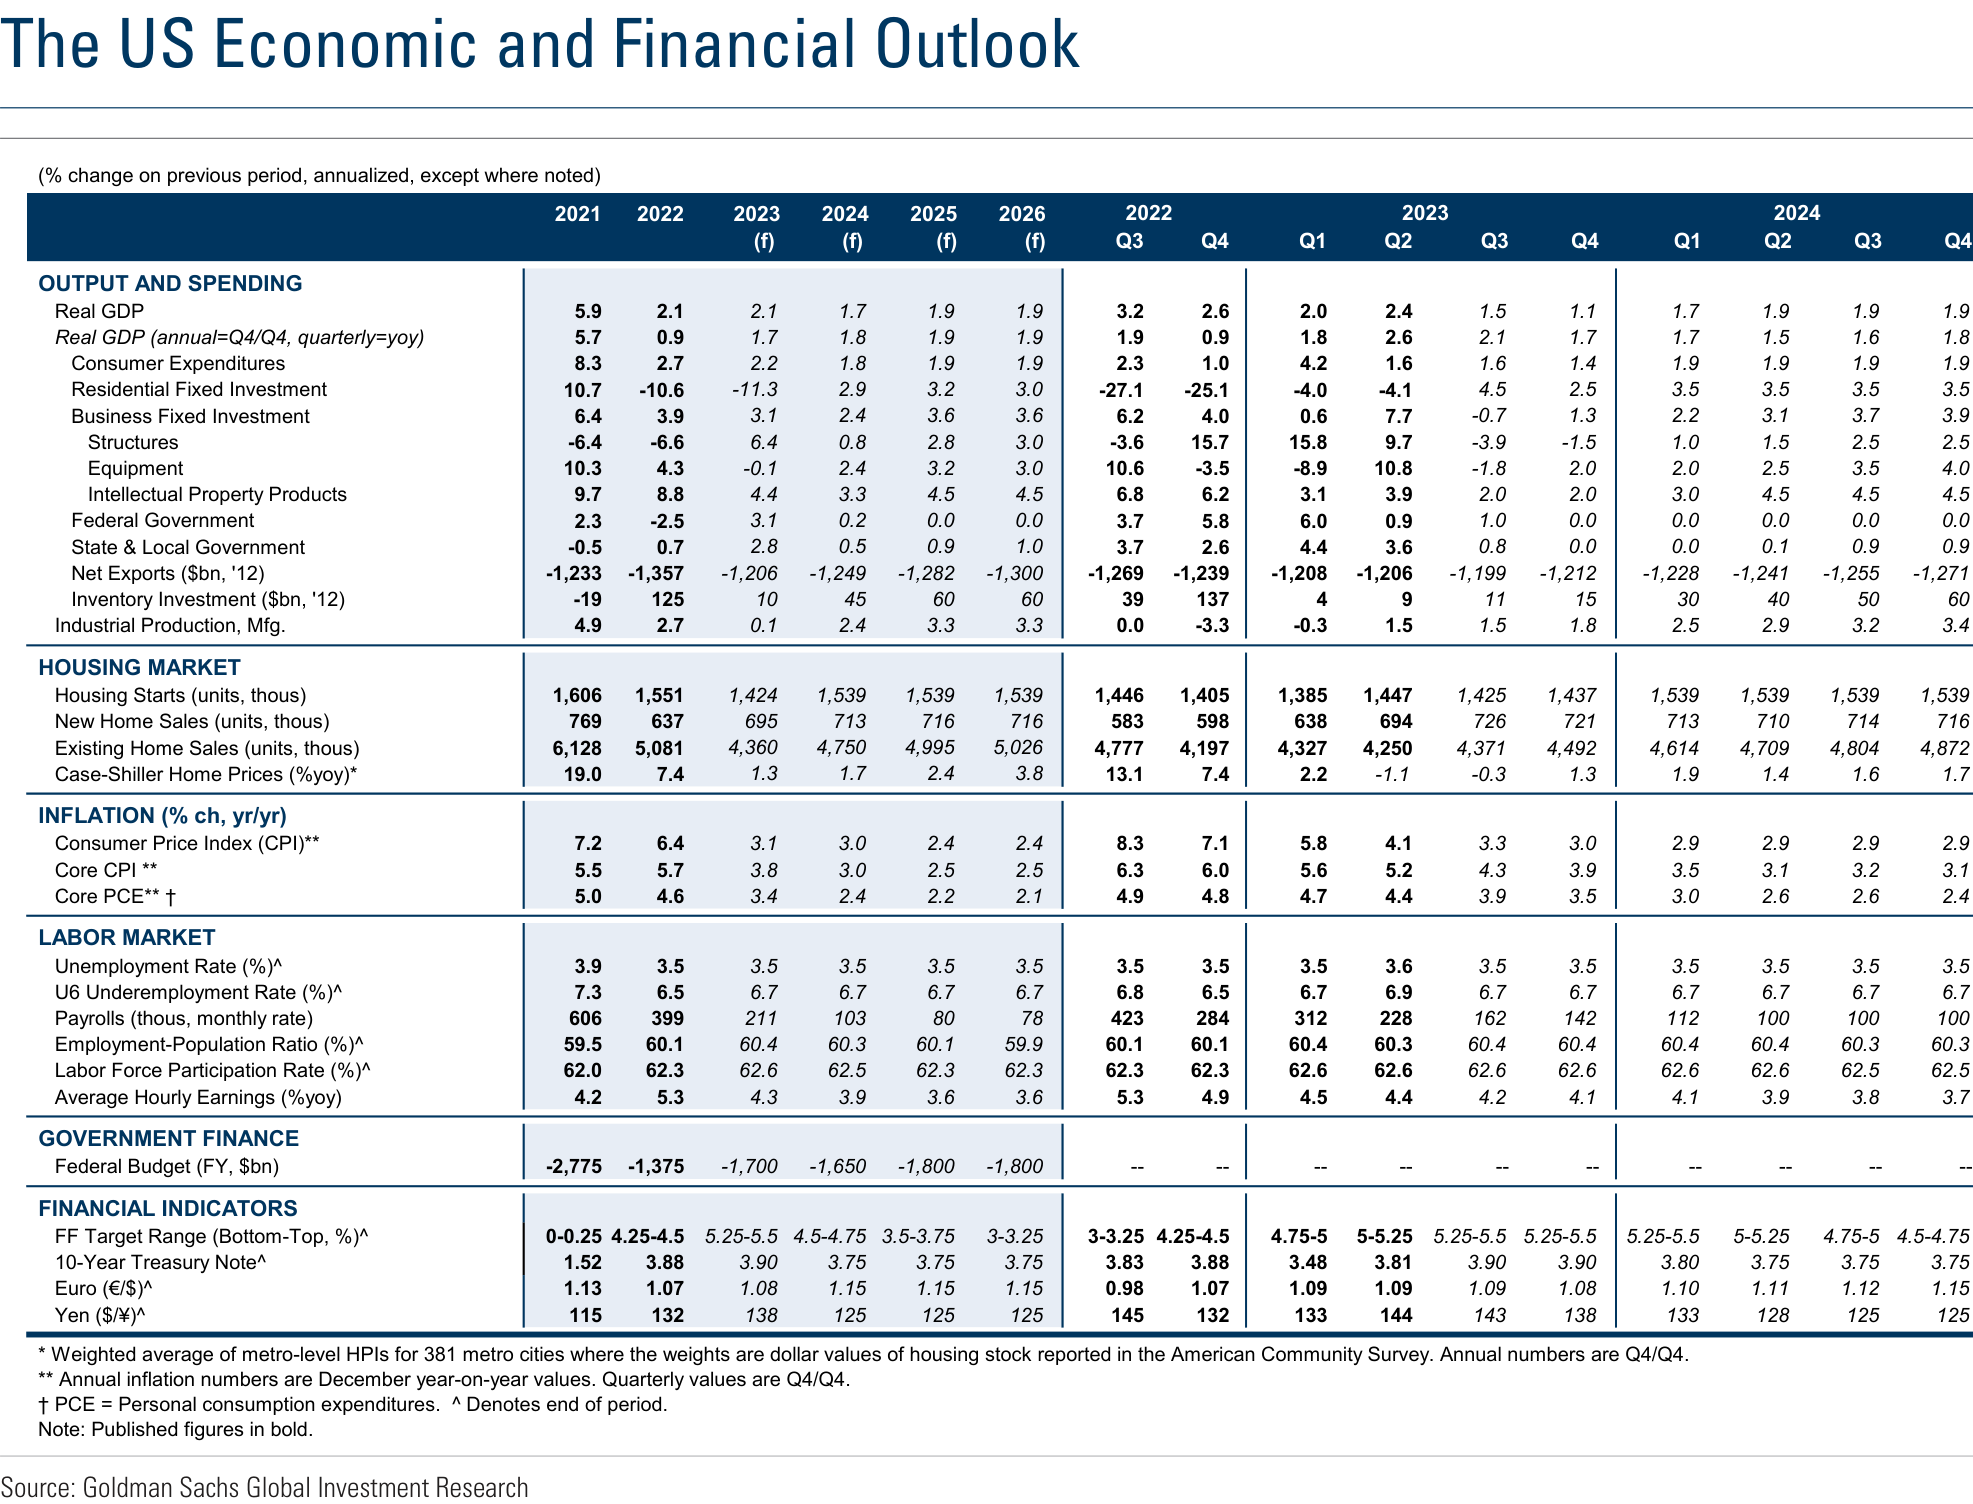 The US Economic and Financial Outlook
(% change on previous period, annualized, except where noted)
2021 2022 2023 2024 2025 2026 2022 2023 2024
(f) (f) (f) (f) Q3 Q4 Q1 Q2 Q3 Q4 Q1 Q2 Q3 Q4
OUTPUT AND SPENDING
Real GDP 5.9 2.1 2.1 1.7 1.9 1.9 3.2 2.6 2.0 2.4 1.5 1.1 1.7 1.9 1.9 1.9
Real GDP (annual=Q4/Q4, quarterly=yoy) 5.7 0.9 1.7 1.8 1.9 1.9 1.9 0.9 1.8 2.6 2.1 1.7 1.7 1.5 1.6 1.8
Consumer Expenditures 8.3 2.7 2.2 1.8 1.9 1.9 2.3 1.0 4.2 1.6 1.6 1.4 1.9 1.9 1.9 1.9
Residential Fixed Investment 10.7 -10.6 -11.3 2.9 3.2 3.0 -27.1 -25.1 -4.0 -4.1 4.5 2.5 3.5 3.5 3.5 3.5
Business Fixed Investment 6.4 3.9 3.1 2.4 3.6 3.6 6.2 4.0 0.6 7.7 -0.7 1.3 2.2 3.1 3.7 3.9
Structures -6.4 -6.6 6.4 0.8 2.8 3.0 -3.6 15.7 15.8 9.7 -3.9 -1.5 1.0 1.5 2.5 2.5
Equipment 10.3 4.3 -0.1 2.4 3.2 3.0 10.6 -3.5 -8.9 10.8 -1.8 2.0 2.0 2.5 3.5 4.0
Intellectual Property Products 9.7 8.8 4.4 3.3 4.5 4.5 6.8 6.2 3.1 3.9 2.0 2.0 3.0 4.5 4.5 4.5
Federal Government 2.3 -2.5 3.1 0.2 0.0 0.0 3.7 5.8 6.0 0.9 1.0 0.0 0.0 0.0 0.0 0.0
State & Local Government -0.5 0.7 2.8 0.5 0.9 1.0 3.7 2.6 4.4 3.6 0.8 0.0 0.0 0.1 0.9 0.9
Net Exports ($bn, '12) -1,233 -1,357 -1,206 -1,249 -1,282 -1,300 -1,269 -1,239 -1,208 -1,206 -1,199 -1,212 -1,228 -1,241 -1,255 -1,271
Inventory Investment ($bn, '12) -19 125 10 45 60 60 39 137 4 9 11 15 30 40 50 60
Industrial Production, Mfg. 4.9 2.7 0.1 2.4 3.3 3.3 0.0 -3.3 -0.3 1.5 1.5 1.8 2.5 2.9 3.2 3.4
HOUSING MARKET
Housing Starts (units, thous) 1,606 1,551 1,424 1,539 1,539 1,539 1,446 1,405 1,385 1,447 1,425 1,437 1,539 1,539 1,539 1,539
New Home Sales (units, thous) 769 637 695 713 716 716 583 598 638 694 726 721 713 710 714 716
Existing Home Sales (units, thous) 6,128 5,081 4,360 4,750 4,995 5,026 4,777 4,197 4,327 4,250 4,371 4,492 4,614 4,709 4,804 4,872
Case-Shiller Home Prices (%yoy)* 19.0 7.4 1.3 1.7 2.4 3.8 13.1 7.4 2.2 -1.1 -0.3 1.3 1.9 1.4 1.6 1.7
INFLATION (% ch, yr/yr)
Consumer Price Index (CPI)** 7.2 6.4 3.1 3.0 2.4 2.4 8.3 7.1 5.8 4.1 3.3 3.0 2.9 2.9 2.9 2.9
Core CPI ** 5.5 5.7 3.8 3.0 2.5 2.5 6.3 6.0 5.6 5.2 4.3 3.9 3.5 3.1 3.2 3.1
Core PCE** † 5.0 4.6 3.4 2.4 2.2 2.1 4.9 4.8 4.7 4.4 3.9 3.5 3.0 2.6 2.6 2.4
LABOR MARKET
Unemployment Rate (%)^ 3.9 3.5 3.5 3.5 3.5 3.5 3.5 3.5 3.5 3.6 3.5 3.5 3.5 3.5 3.5 3.5
U6 Underemployment Rate (%)^ 7.3 6.5 6.7 6.7 6.7 6.7 6.8 6.5 6.7 6.9 6.7 6.7 6.7 6.7 6.7 6.7
Payrolls (thous, monthly rate) 606 399 211 103 80 78 423 284 312 228 162 142 112 100 100 100
Employment-Population Ratio (%)^ 59.5 60.1 60.4 60.3 60.1 59.9 60.1 60.1 60.4 60.3 60.4 60.4 60.4 60.4 60.3 60.3
Labor Force Participation Rate (%)^ 62.0 62.3 62.6 62.5 62.3 62.3 62.3 62.3 62.6 62.6 62.6 62.6 62.6 62.6 62.5 62.5
Average Hourly Earnings (%yoy) 4.2 5.3 4.3 3.9 3.6 3.6 5.3 4.9 4.5 4.4 4.2 4.1 4.1 3.9 3.8 3.7
GOVERNMENT FINANCE
Federal Budget (FY, $bn) -2,775 -1,375 -1,700 -1,650 -1,800 -1,800 -- -- -- -- -- -- -- -- -- --
FINANCIAL INDICATORS
FF Target Range (Bottom-Top, %)^ 0-0.25 4.25-4.5 5.25-5.5 4.5-4.75 3.5-3.75 3-3.25 3-3.25 4.25-4.5 4.75-5 5-5.25 5.25-5.5 5.25-5.5 5.25-5.5 5-5.25 4.75-5 4.5-4.75
10-Year Treasury Note^ 1.52 3.88 3.90 3.75 3.75 3.75 3.83 3.88 3.48 3.81 3.90 3.90 3.80 3.75 3.75 3.75
Euro (€/$)^ 1.13 1.07 1.08 1.15 1.15 1.15 0.98 1.07 1.09 1.09 1.09 1.08 1.10 1.11 1.12 1.15
Yen ($/¥)^ 115 132 138 125 125 125 145 132 133 144 143 138 133 128 125 125
* Weighted average of metro-level HPIs for 381 metro cities where the weights are dollar values of housing stock reported in the American Community Survey. Annual numbers are Q4/Q4.
** Annual inflation numbers are December year-on-year values. Quarterly values are Q4/Q4.
† PCE = Personal consumption expenditures. ^ Denotes end of period.
Note: Published figures in bold.
Source: Goldman Sachs Global Investment Research